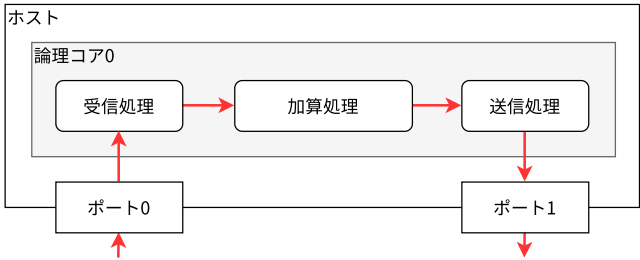 ホスト
論理コア0
受信処理
加算処理
送信処理
ポート0
ポート1